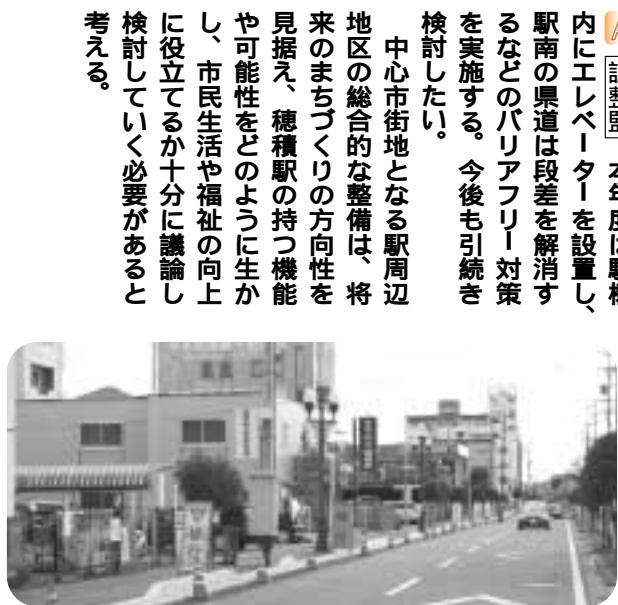 A 調整監 本年度は駅構
内にエレベーターを設置し、
駅南の県道は段差を解消す
るなどのバリアフリー対策
を実施する。今後も引続き
検討したい。
中心市街地となる駅周辺
地区の総合的な整備は、将
来のまちづくりの方向性を
見据え、穂積駅の持つ機能
や可能性をどのように生か
し、市民生活や福祉の向上
に役立てるか十分に議論し
検討していく必要があると
考える。